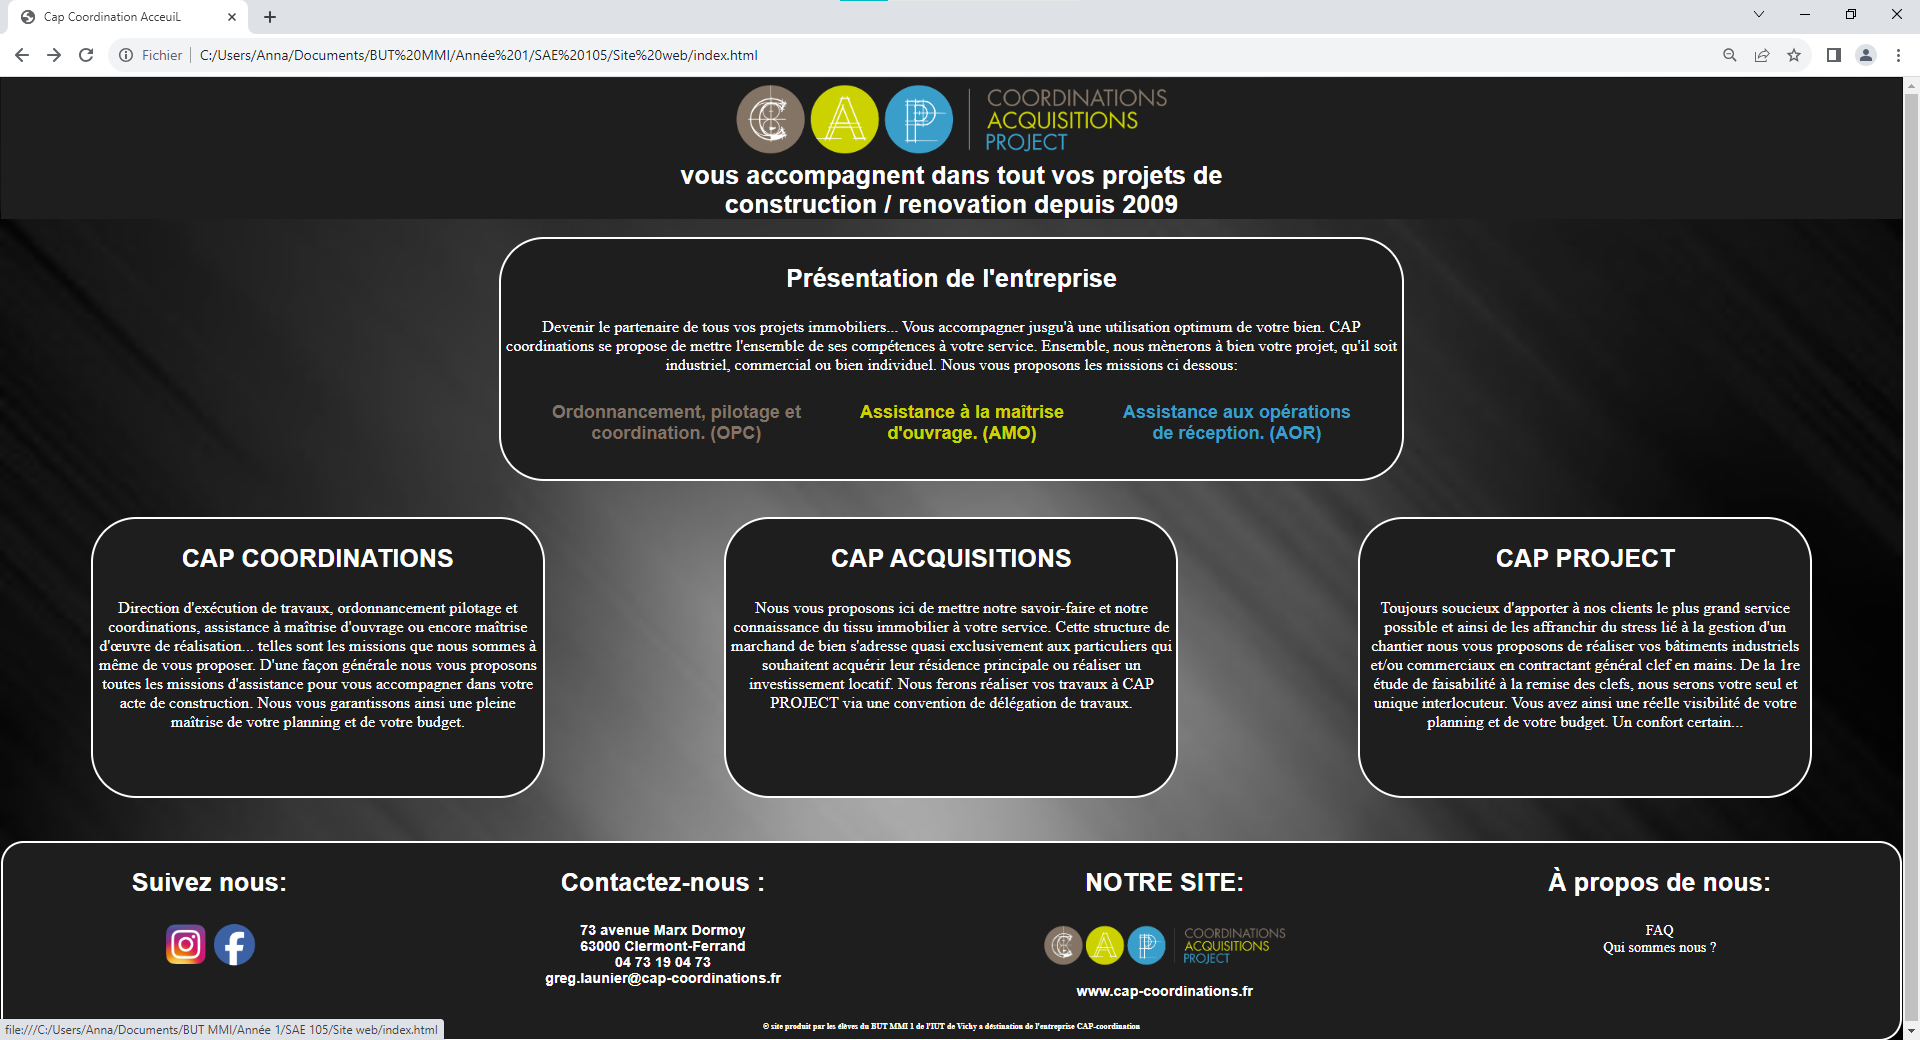 Cap Coordination AcceuiL
Fichier
C:/Users/Anna/Documents/BUT%20MMI/Année%201/SAE%20105/Site%20web/index.html
CAP
COORDINATIONS
ACQUISITIONS
PROJECT
vous accompagnent dans tout vos projets de
construction / renovation depuis 2009
Présentation de l'entreprise
Devenir le partenaire de tous vos projets immobiliers... Vous accompagner jusgu'à une utilisation optimum de votre bien. CAP
coordinations se propose de mettre l'ensemble de ses compétences à votre service. Ensemble, nous mènerons à bien votre projet, qu'il soit
industriel, commercial ou bien individuel. Nous vous proposons les missions ci dessous:
Ordonnancement, pilotage et
coordination. (OPC)
Assistance à la maîtrise
d'ouvrage. (AMO)
Assistance aux opérations
de réception. (AOR)
CAP COORDINATIONS
Direction d'exécution de travaux, ordonnancement pilotage et
coordinations, assistance à maîtrise d'ouvrage ou encore maîtrise
d'œuvre de réalisation... telles sont les missions que nous sommes à
même de vous proposer. D'une façon générale nous vous proposons
toutes les missions d'assistance pour vous accompagner dans votre
acte de construction. Nous vous garantissons ainsi une pleine
maîtrise de votre planning et de votre budget.
CAP ACQUISITIONS
Nous vous proposons ici de mettre notre savoir-faire et notre
connaissance du tissu immobilier à votre service. Cette structure de
marchand de bien s'adresse quasi exclusivement aux particuliers qui
souhaitent acquérir leur résidence principale ou réaliser un
investissement locatif. Nous ferons réaliser vos travaux à CAP
PROJECT via une convention de délégation de travaux.
CAP PROJECT
Toujours soucieux d'apporter à nos clients le plus grand service
possible et ainsi de les affranchir du stress lié à la gestion d'un
chantier nous vous proposons de réaliser vos bâtiments industriels
et/ou commerciaux en contractant général clef en mains. De la 1re
étude de faisabilité à la remise des clefs, nous serons votre seul et
unique interlocuteur. Vous avez ainsi une réelle visibilité de votre
planning et de votre budget. Un confort certain...
Suivez nous:
Contactez-nous :
73 avenue Marx Dormoy
63000 Clermont-Ferrand
04 73 19 04 73
greg.launier@cap-coordinations.fr
NOTRE SITE:
CAP
COORDINATIONS
ACQUISITIONS
PROJECT
www.cap-coordinations.fr
À propos de nous:
FAQ
Qui sommes nous ?
© site produit par les élèves du BUT MMI 1 de l'IUT de Vichy a déstination de l'entreprise CAP-coordination
file:///C:/Users/Anna/Documents/BUT MMI/Année 1/SAE 105/Site web/index.html